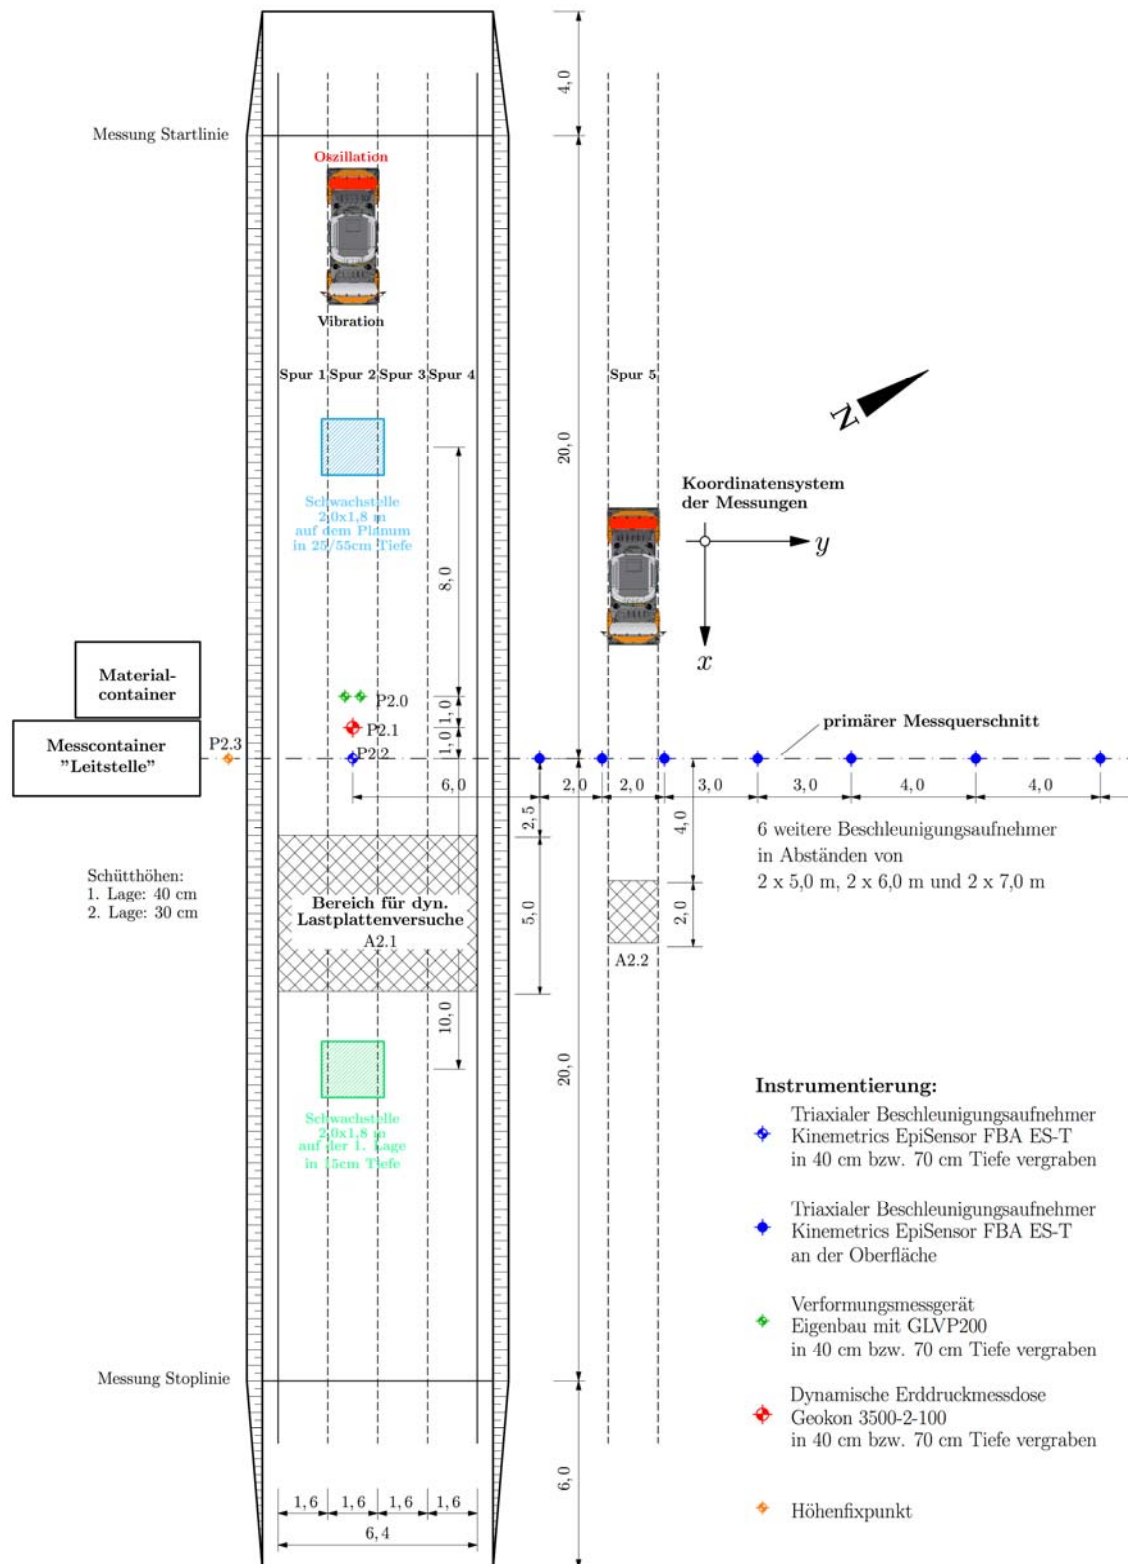 4,0
Messung Startlinie
Oszillation
Vibration
Spur 1 Spur 2 Spur 3 Spur 4
Spur 5
N
20,0
Schwachstelle
2,0x1,8 m
auf dem Planum
in 25/55cm Tiefe
8,0
Koordinatensystem
der Messungen
y
x
Material-
container
Messcontainer
"Leitstelle"
P2.3
P2.0
P2.1
P2.2
1,0
1,0
primärer Messquerschnitt
6,0
2,0
2,0
3,0
3,0
4,0
4,0
2,5
4,0
6 weitere Beschleunigungsaufnehmer
in Abständen von
2 x 5,0 m, 2 x 6,0 m und 2 x 7,0 m
Schütthöhen:
1. Lage: 40 cm
2. Lage: 30 cm
Bereich für dyn.
Lastplattenversuche
A2.1
5,0
2,0
A2.2
10,0
20,0
Schwachstelle
2,0x1,8 m
auf der 1. Lage
in 15cm Tiefe
Instrumentierung:
Triaxialer Beschleunigungsaufnehmer
Kinemetrics EpiSensor FBA ES-T
in 40 cm bzw. 70 cm Tiefe vergraben
Triaxialer Beschleunigungsaufnehmer
Kinemetrics EpiSensor FBA ES-T
an der Oberfläche
Verformungsmessgerät
Eigenbau mit GLVP200
in 40 cm bzw. 70 cm Tiefe vergraben
Dynamische Erddruckmessdose
Geokon 3500-2-100
in 40 cm bzw. 70 cm Tiefe vergraben
Höhenfixpunkt
Messung Stoplinie
6,0
1,6 1,6 1,6 1,6
6,4